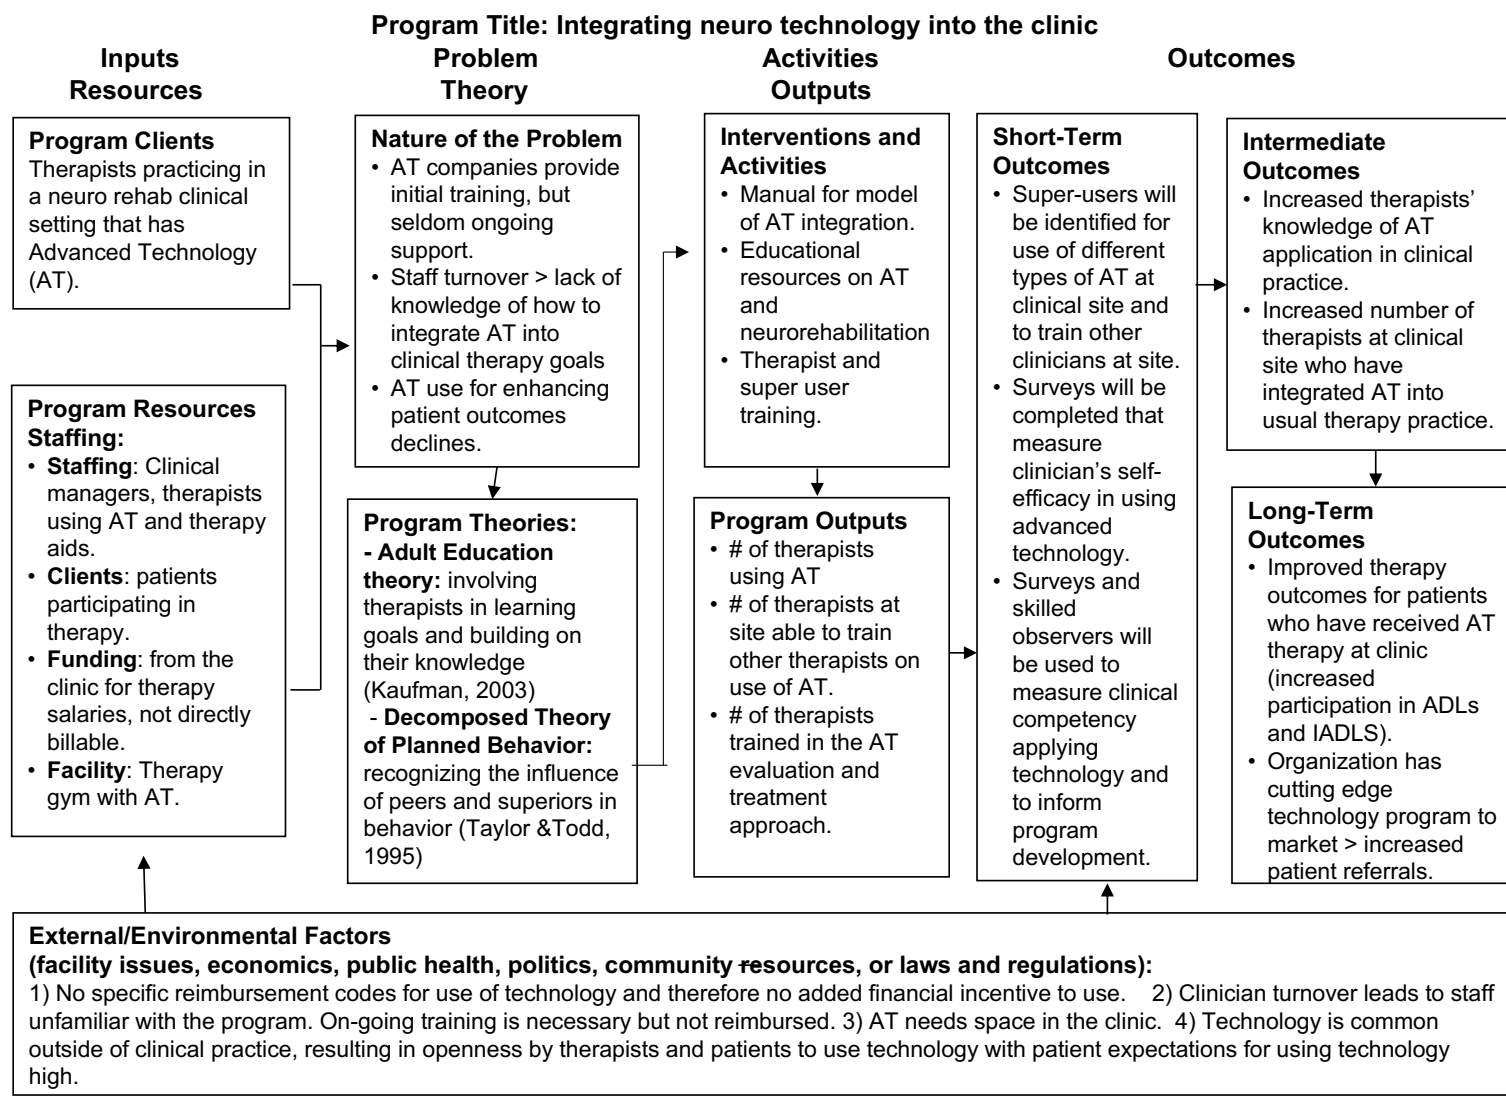 Program Title: Integrating neuro technology into the clinic
Inputs
Resources
Problem
Theory
Activities
Outputs
Outcomes
Program Clients
Therapists practicing in
a neuro rehab clinical
setting that has
Advanced Technology
(AT).
Program Resources
Staffing:
• Staffing: Clinical
managers, therapists
using AT and therapy
aids.
• Clients: patients
participating in
therapy.
• Funding: from the
clinic for therapy
salaries, not directly
billable.
• Facility: Therapy
gym with AT.
Nature of the Problem
• AT companies provide
initial training, but
seldom ongoing
support.
• Staff turnover > lack of
knowledge of how to
integrate AT into
clinical therapy goals
• AT use for enhancing
patient outcomes
declines.
Program Theories:
- Adult Education
theory: involving
therapists in learning
goals and building on
their knowledge
(Kaufman, 2003)
- Decomposed Theory
of Planned Behavior:
recognizing the influence
of peers and superiors in
behavior (Taylor &Todd,
1995)
Interventions and
Activities
• Manual for model
of AT integration.
• Educational
resources on AT
and
neurorehabilitation
• Therapist and
super user
training.
Program Outputs
• # of therapists
using AT
• # of therapists at
site able to train
other therapists on
use of AT.
• # of therapists
trained in the AT
evaluation and
treatment
approach.
Short-Term
Outcomes
• Super-users will
be identified for
use of different
types of AT at
clinical site and
to train other
clinicians at site.
• Surveys will be
completed that
measure
clinician's self-
efficacy in using
advanced
technology.
• Surveys and
skilled
observers will
be used to
measure clinical
competency
applying
technology and
to inform
program
development.
Intermediate
Outcomes
• Increased therapists'
knowledge of AT
application in clinical
practice.
• Increased number of
therapists at clinical
site who have
integrated AT into
usual therapy practice.
Long-Term
Outcomes
• Improved therapy
outcomes for patients
who have received AT
therapy at clinic
(increased
participation in ADLs
and IADLS).
• Organization has
cutting edge
technology program to
market > increased
patient referrals.
External/Environmental Factors
(facility issues, economics, public health, politics, community resources, or laws and regulations):
1) No specific reimbursement codes for use of technology and therefore no added financial incentive to use. 2) Clinician turnover leads to staff
unfamiliar with the program. On-going training is necessary but not reimbursed. 3) AT needs space in the clinic. 4) Technology is common
outside of clinical practice, resulting in openness by therapists and patients to use technology with patient expectations for using technology
high.